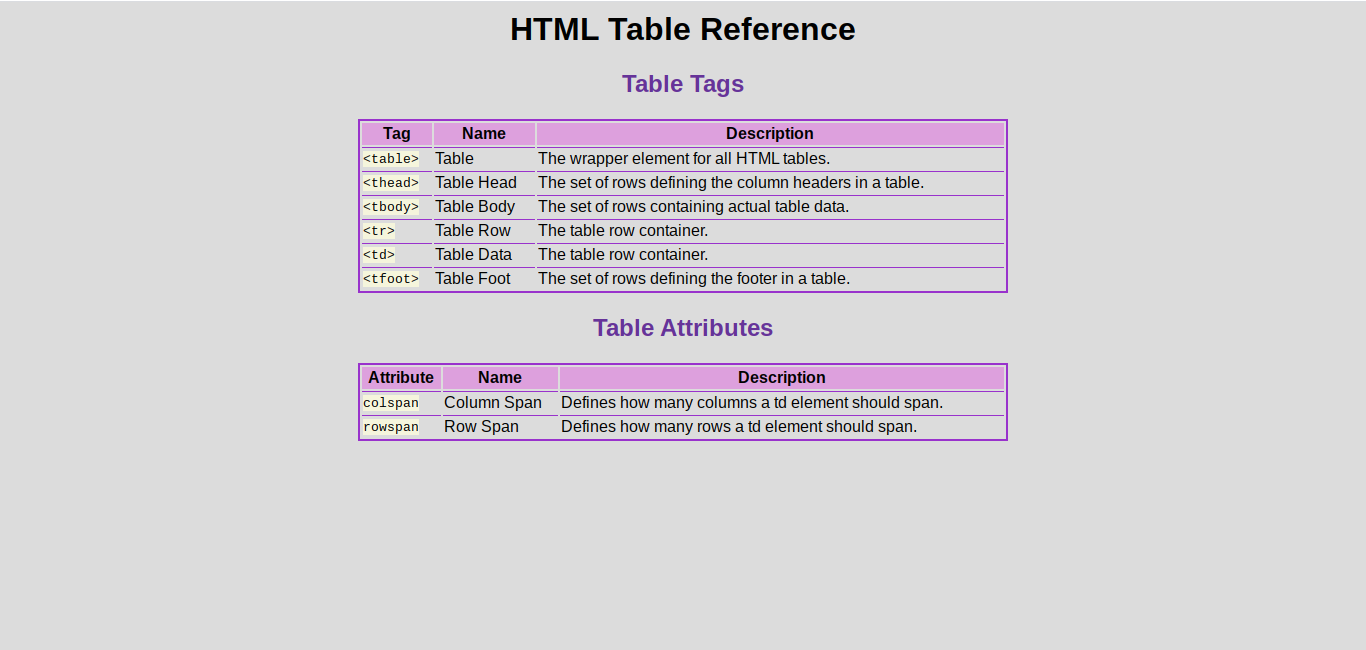 HTML Table Reference
Table Tags
Tag Name Description
<table> Table The wrapper element for all HTML tables.
<thead> Table Head The set of rows defining the column headers in a table.
<tbody> Table Body The set of rows containing actual table data.
<tr> Table Row The table row container.
<td> Table Data The table row container.
<tfoot> Table Foot The set of rows defining the footer in a table.
Table Attributes
Attribute Name Description
colspan Column Span Defines how many columns a td element should span.
rowspan Row Span Defines how many rows a td element should span.